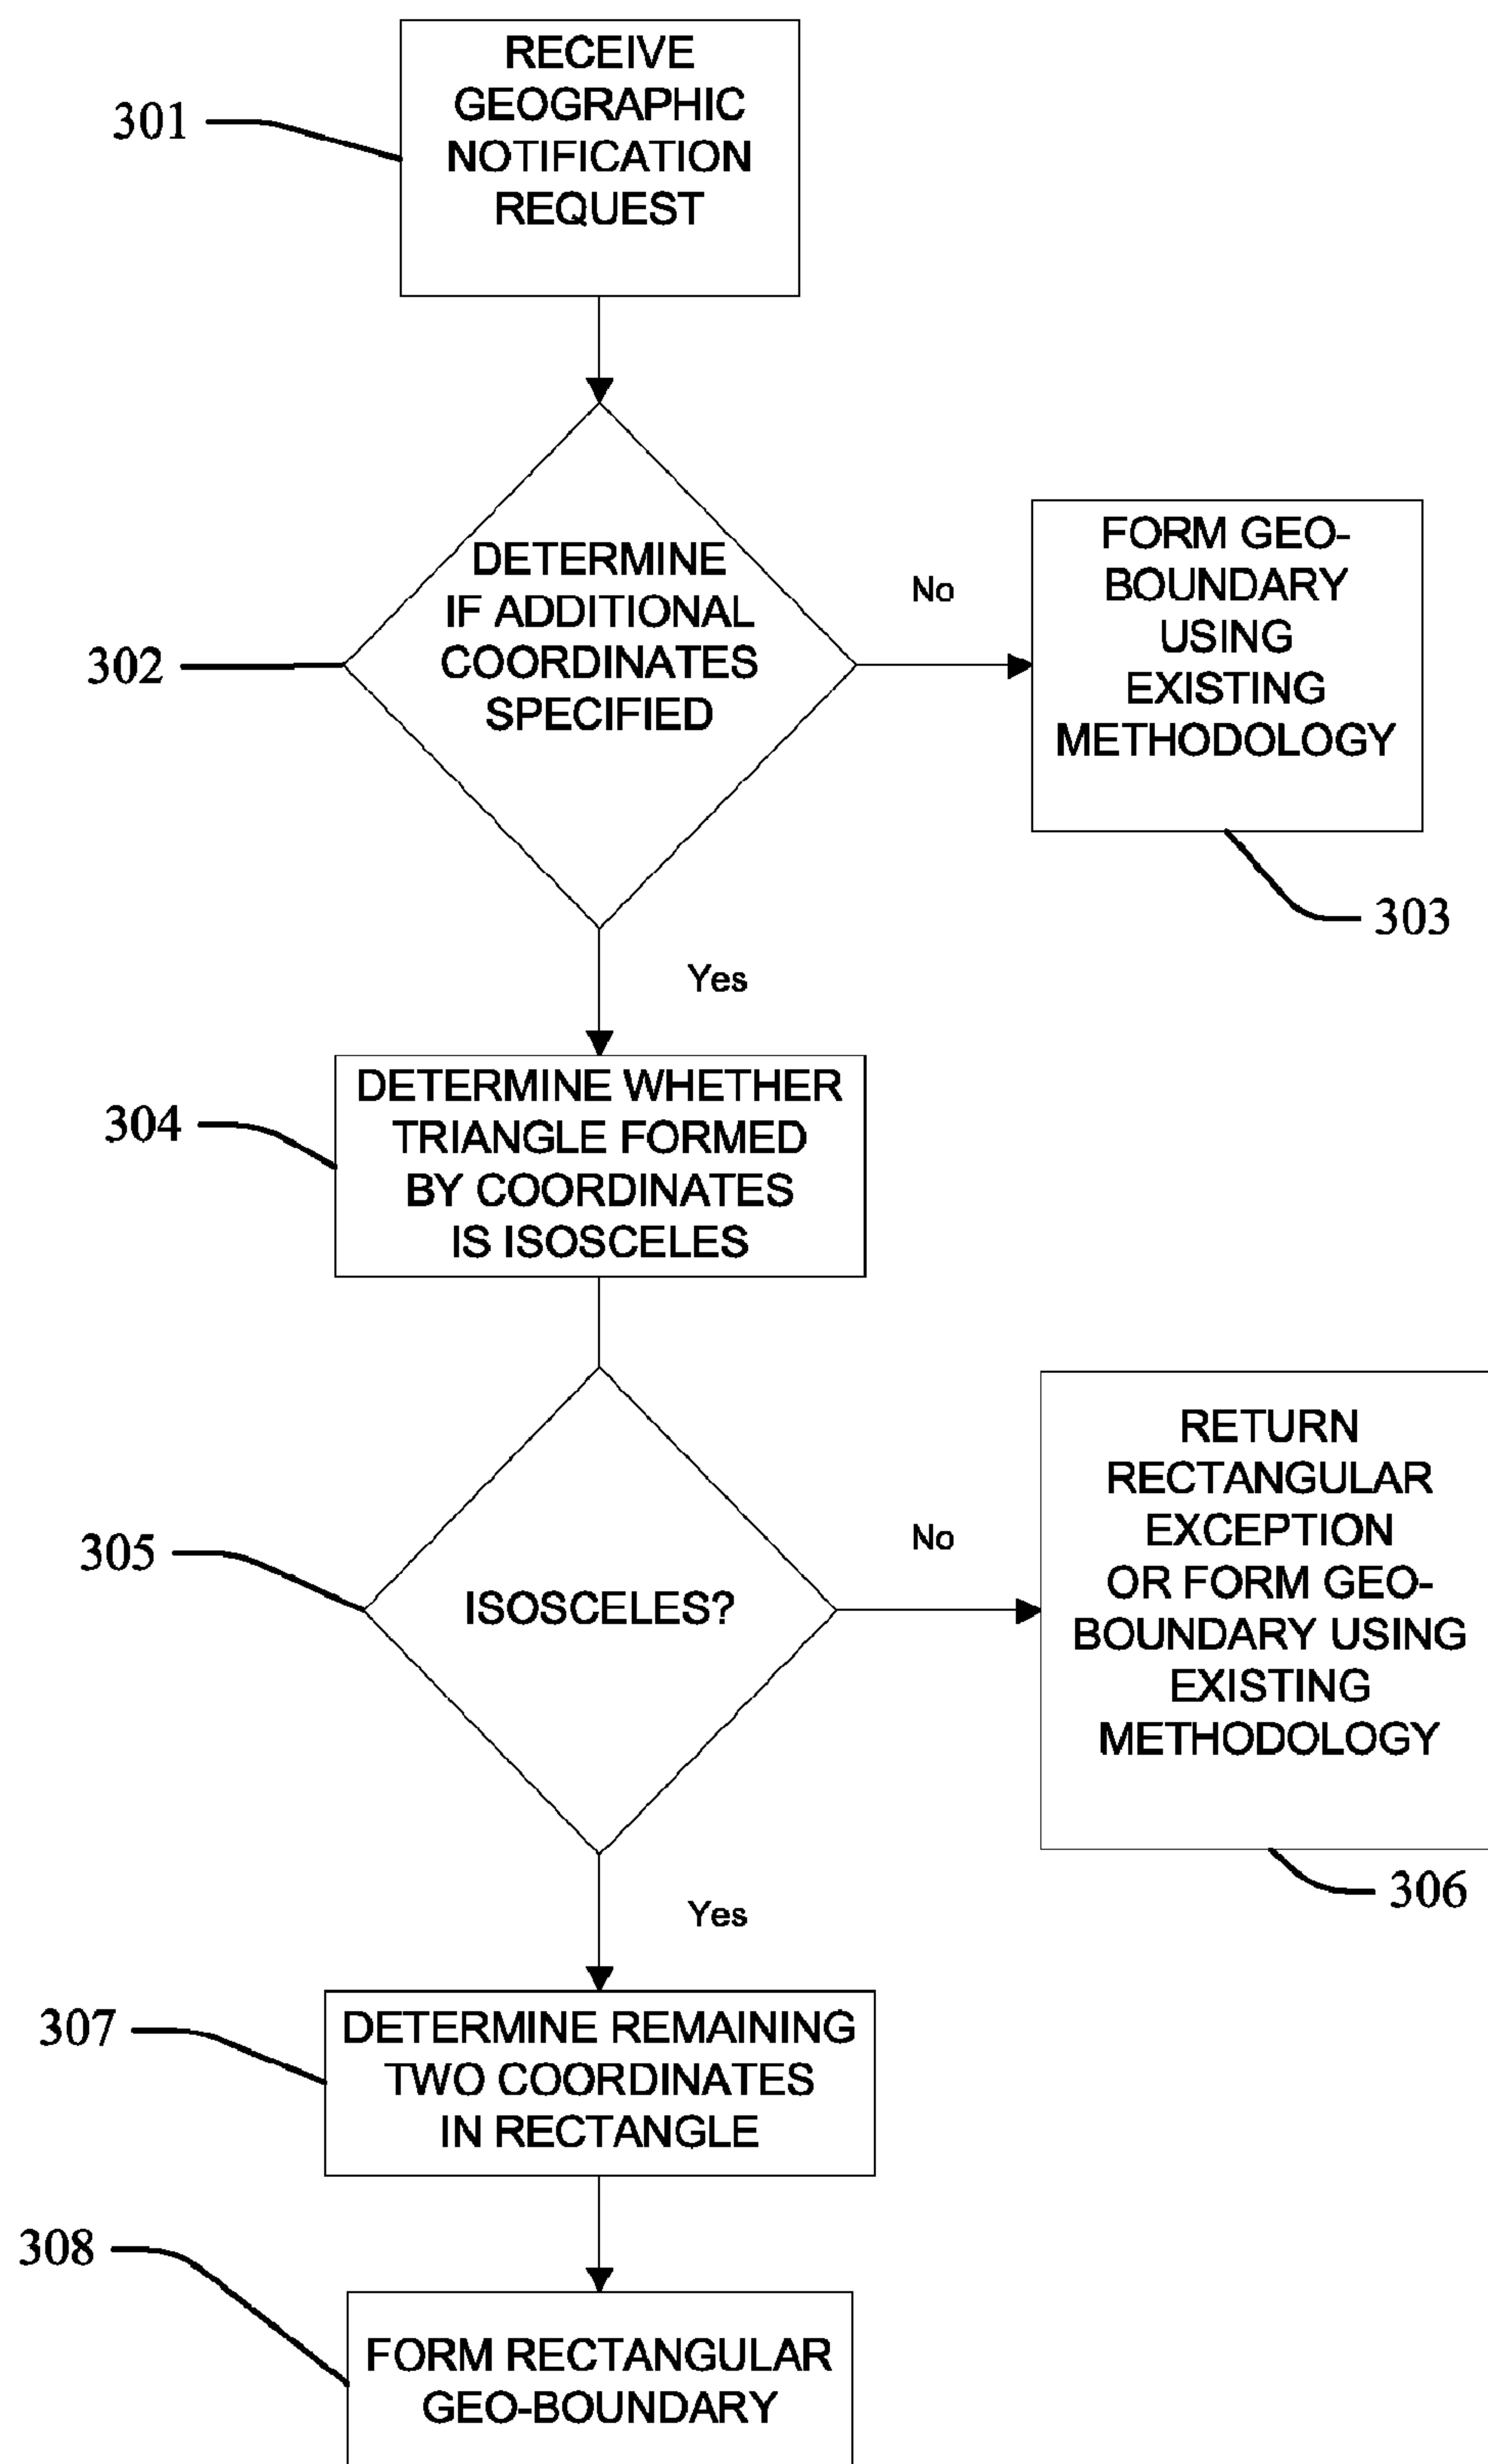 RECEIVE
GEOGRAPHIC
NOTIFICATION
REQUEST
301
DETERMINE
IF ADDITIONAL
COORDINATES
SPECIFIED
302
No
FORM GEO-
BOUNDARY
USING
EXISTING
METHODOLOGY
303
Yes
DETERMINE WHETHER
TRIANGLE FORMED
BY COORDINATES
IS ISOSCELES
304
ISOSCELES?
305
No
RETURN
RECTANGULAR
EXCEPTION
OR FORM GEO-
BOUNDARY USING
EXISTING
METHODOLOGY
306
Yes
DETERMINE REMAINING
TWO COORDINATES
IN RECTANGLE
307
FORM RECTANGULAR
GEO-BOUNDARY
308